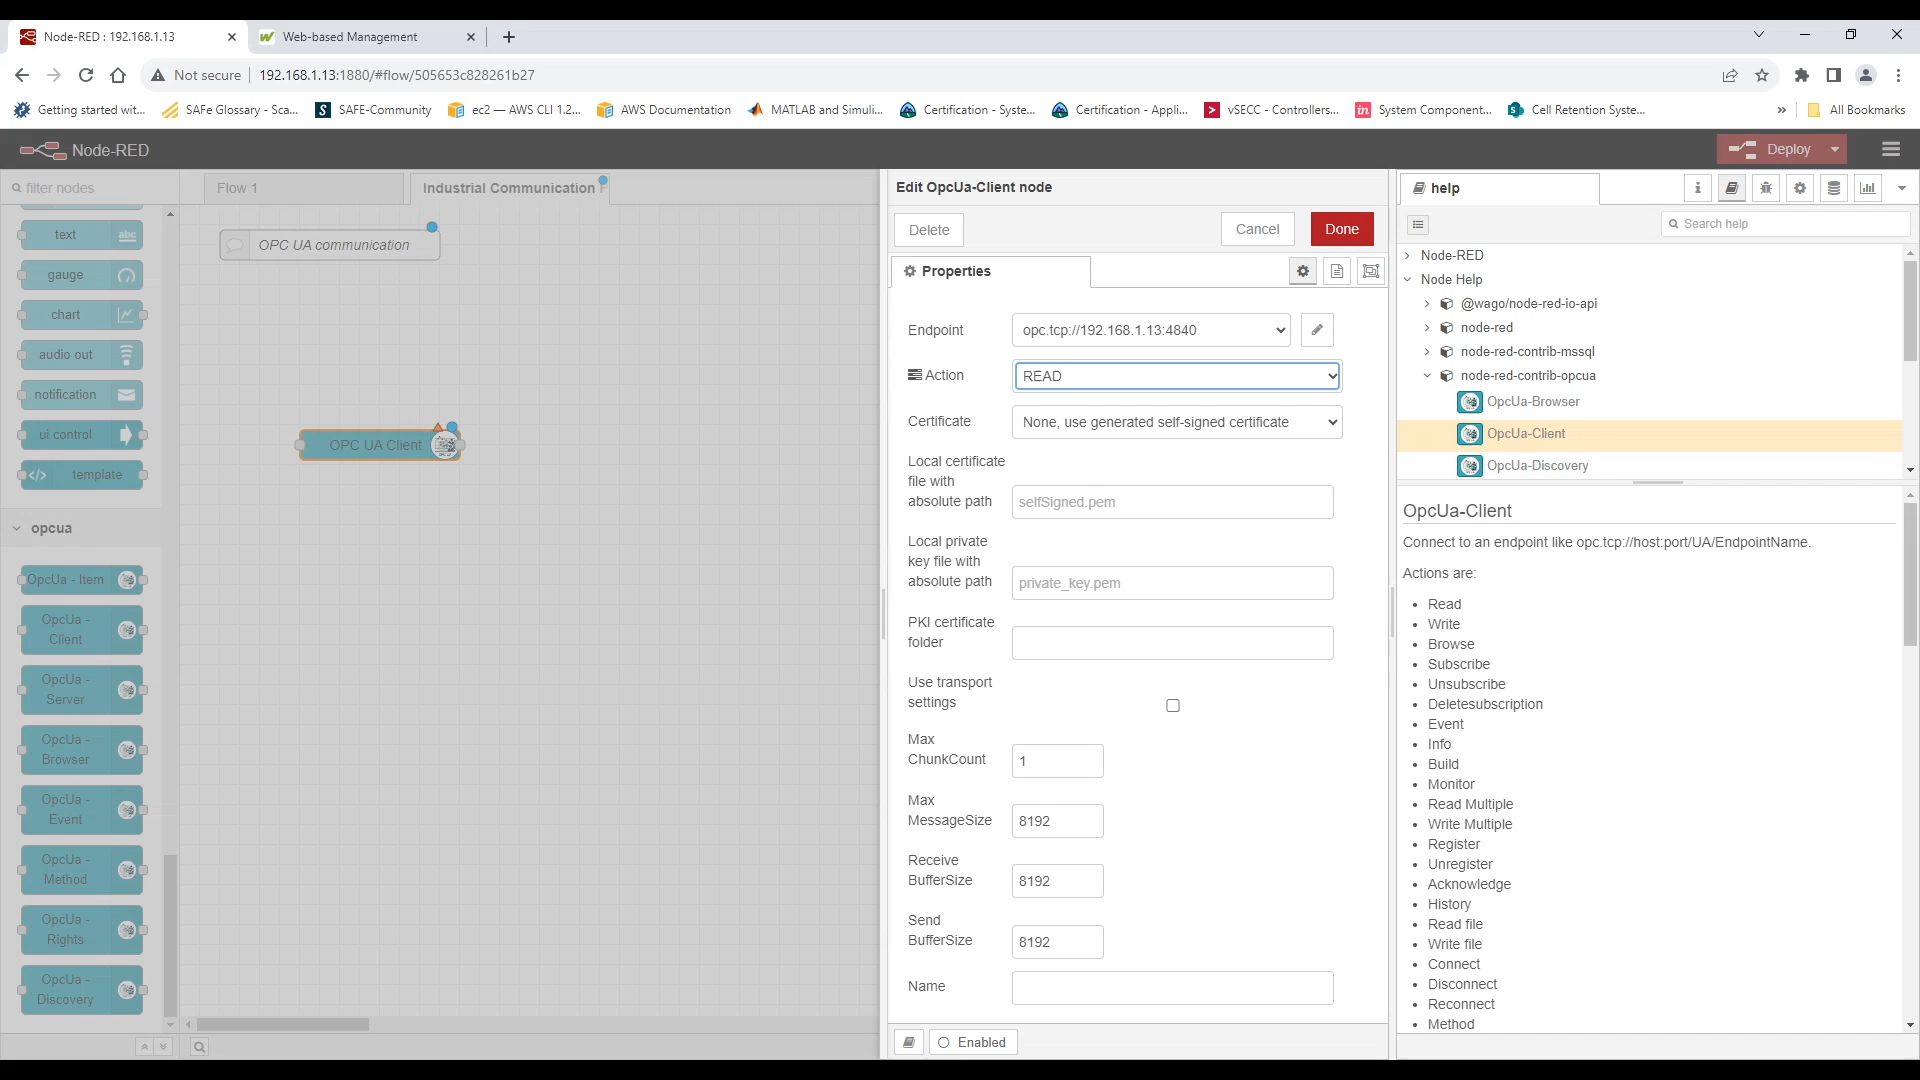 Node-RED : 192.168.1.13
Web-based Management
Not secure
192.168.1.13:1880/#flow/505653c828261b27
Getting started wit...
SAFe Glossary - Sca...
SAFE-Community
ec2 — AWS CLI 1.2...
AWS Documentation
MATLAB and Simuli...
Certification - Syste...
Certification - Appli...
vSECC - Controllers...
System Component...
Cell Retention Syste...
»
All Bookmarks
Node-RED
Deploy
filter nodes
text
abc
gauge
chart
audio out
notification
ui control
template
opcua
OpcUa - Item
OpcUa -
Client
OpcUa -
Server
OpcUa -
Browser
OpcUa -
Event
OpcUa -
Method
OpcUa -
Rights
OpcUa -
Discovery
Flow 1
Industrial Communication
OPC UA communication
OPC UA Client
Edit OpcUa-Client node
Delete
Cancel
Done
Properties
Endpoint
opc.tcp://192.168.1.13:4840
Action
READ
Certificate
None, use generated self-signed certificate
Local certificate
file with
absolute path
selfSigned.pem
Local private
key file with
absolute path
private_key.pem
PKI certificate
folder
Use transport
settings
Max
ChunkCount
1
Max
MessageSize
8192
Receive
BufferSize
8192
Send
BufferSize
8192
Name
Enabled
help
i
Search help
Node-RED
Node Help
@wago/node-red-io-api
node-red
node-red-contrib-mssql
node-red-contrib-opcua
OpcUa-Browser
OpcUa-Client
OpcUa-Discovery
OpcUa-Client
Connect to an endpoint like opc.tcp://host:port/UA/EndpointName.
Actions are:
• Read
• Write
• Browse
• Subscribe
• Unsubscribe
• Deletesubscription
• Event
• Info
• Build
• Monitor
• Read Multiple
• Write Multiple
• Register
• Unregister
• Acknowledge
• History
• Read file
• Write file
• Connect
• Disconnect
• Reconnect
• Method